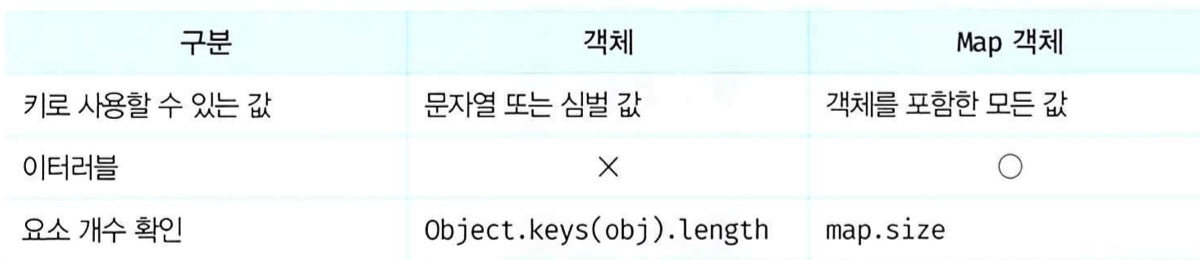 구분 객체 Map 객체
키로 사용할 수 있는 값 문자열 또는 심벌 값 객체를 포함한 모든 값
이터러블 × ○
요소 개수 확인 Object.keys(obj).length map.size